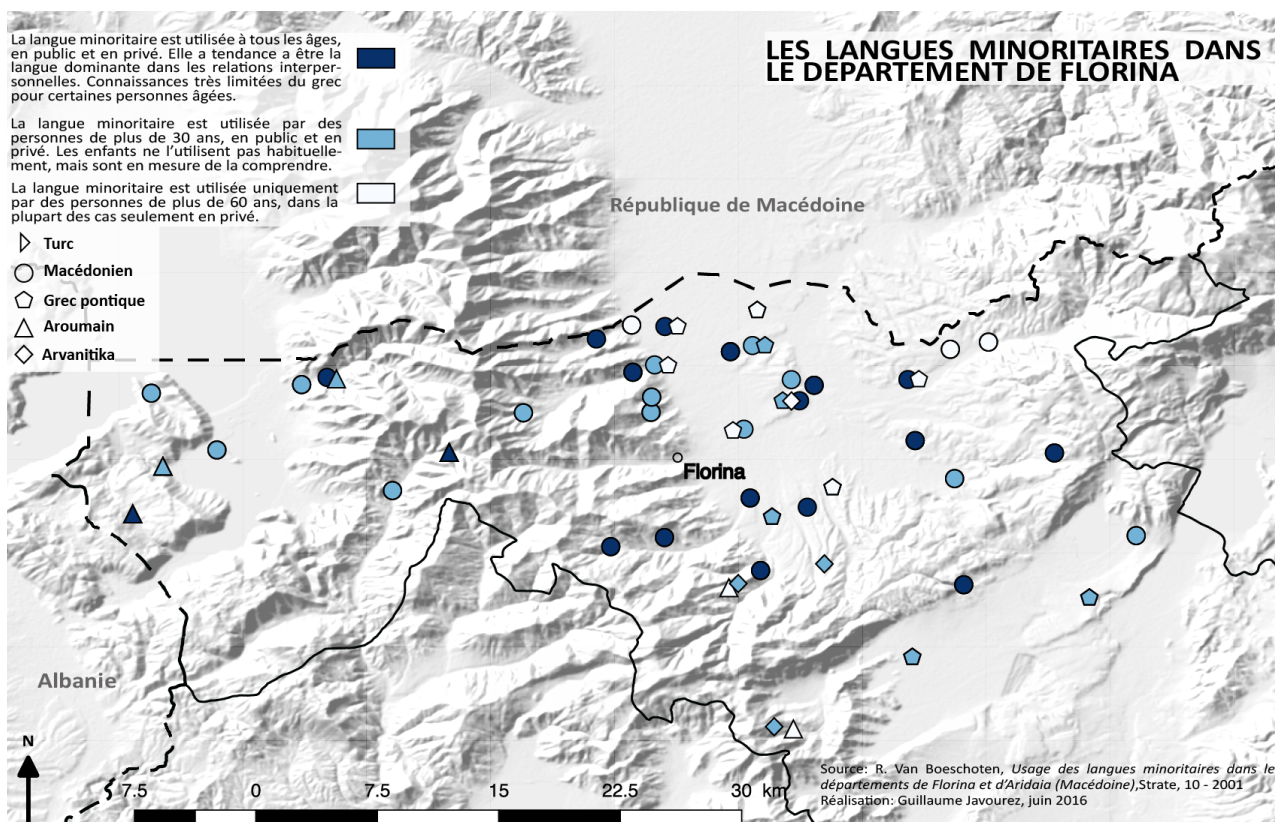 La langue minoritaire est utilisée à tous les âges,
en public et en privé. Elle a tendance a être la
langue dominante dans les relations interper-
sonnelles. Connaissances très limitées du grec
pour certaines personnes âgées.
La langue minoritaire est utilisée par des
personnes de plus de 30 ans, en public et en
privé. Les enfants ne l'utilisent pas habituelle-
ment, mais sont en mesure de la comprendre.
La langue minoritaire est utilisée uniquement
par des personnes de plus de 60 ans, dans la
plupart des cas seulement en privé.
Turc
Macédonien
Grec pontique
Aroumain
Arvanitika
LES LANGUES MINORITAIRES DANS
LE DÉPARTEMENT DE FLORINA
République de Macédoine
Florina
Albanie
N
7.5 0 7.5 15 22.5 30 km
Source: R. Van Boeschoten, Usage des langues minoritaires dans le
départements de Florina et d'Aridaia (Macédoine),Strate, 10 - 2001
Réalisation: Guillaume Javourez, juin 2016